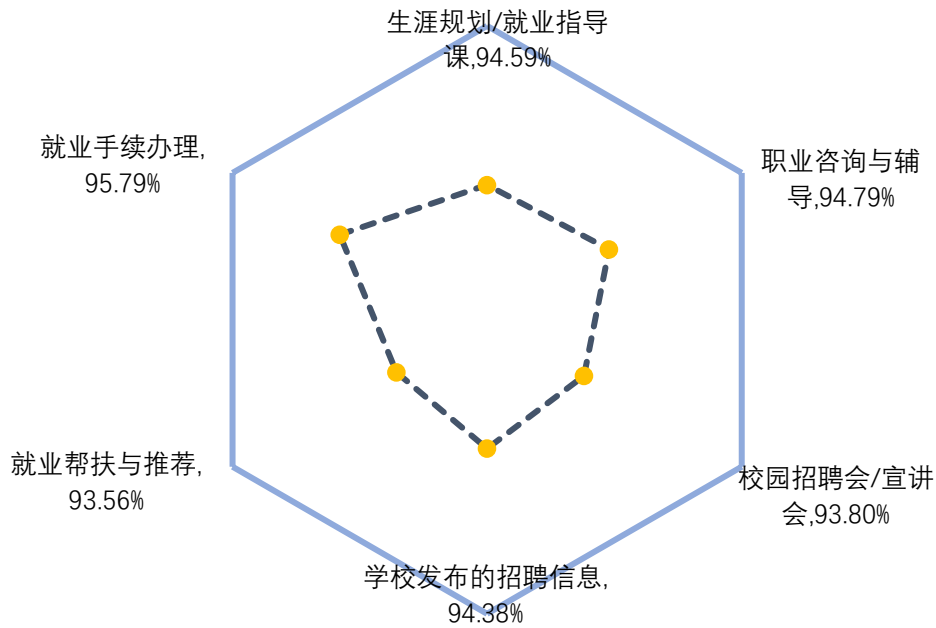 生涯规划/就业指导
课,94.59%
就业手续办理,
95.79%
职业咨询与辅
导,94.79%
就业帮扶与推荐,
93.56%
校园招聘会/宣讲
会,93.80%
学校发布的招聘信息,
94.38%